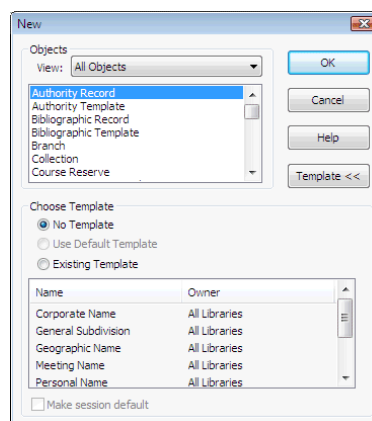 New
Objects
View: All Objects
OK
Authority Record
Authority Template
Bibliographic Record
Bibliographic Template
Branch
Collection
Course Reserve
Cancel
Help
Template <<
Choose Template
No Template
Use Default Template
Existing Template
Name Owner
Corporate Name All Libraries
General Subdivision All Libraries
Geographic Name All Libraries
Meeting Name All Libraries
Personal Name All Libraries
Make session default